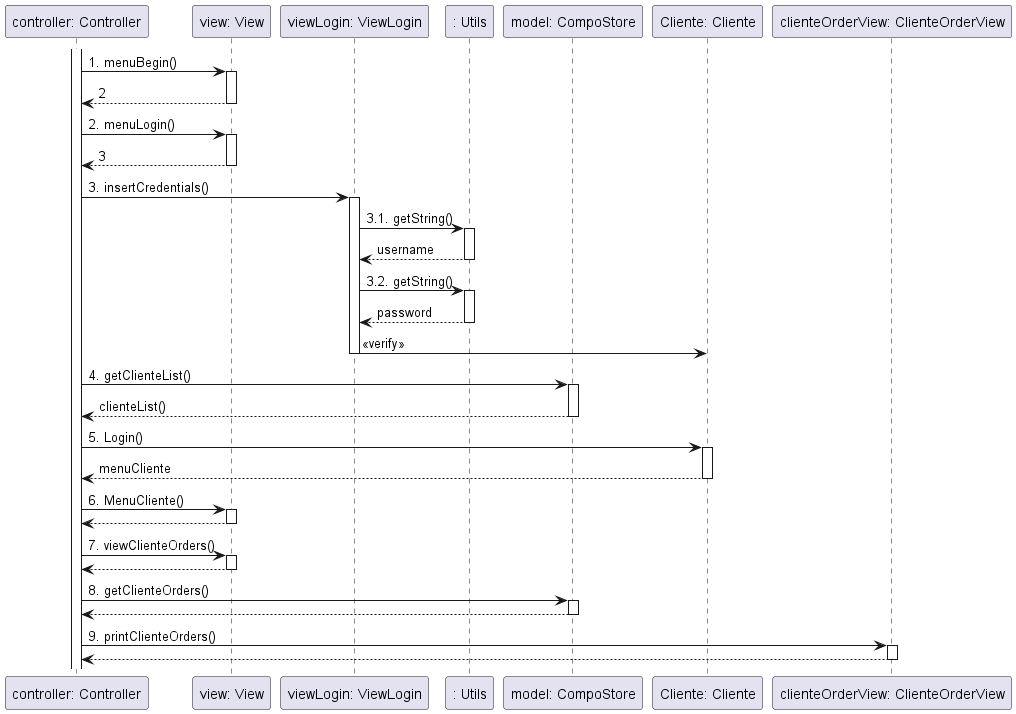 controller: Controller
view: View
viewLogin: ViewLogin
: Utils
model: CompoStore
Cliente: Cliente
clienteOrderView: ClienteOrderView
1. menuBegin()
2
2. menuLogin()
3
3. insertCredentials()
3.1. getString()
username
3.2. getString()
password
«verify»
4. getClienteList()
clienteList()
5. Login()
menuCliente
6. MenuCliente()
7. viewClienteOrders()
8. getClienteOrders()
9. printClienteOrders()
controller: Controller
view: View
viewLogin: ViewLogin
: Utils
model: CompoStore
Cliente: Cliente
clienteOrderView: ClienteOrderView